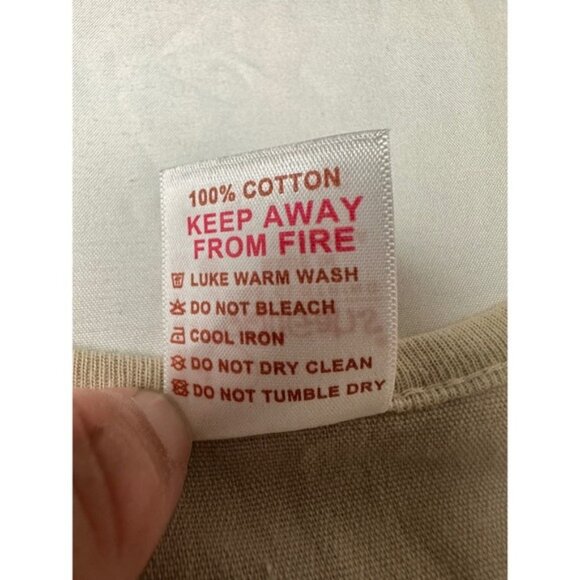 100% COTTON
KEEP AWAY
FROM FIRE
LUKE WARM WASH
DO NOT BLEACH
COOL IRON
DO NOT DRY CLEAN
DO NOT TUMBLE DRY